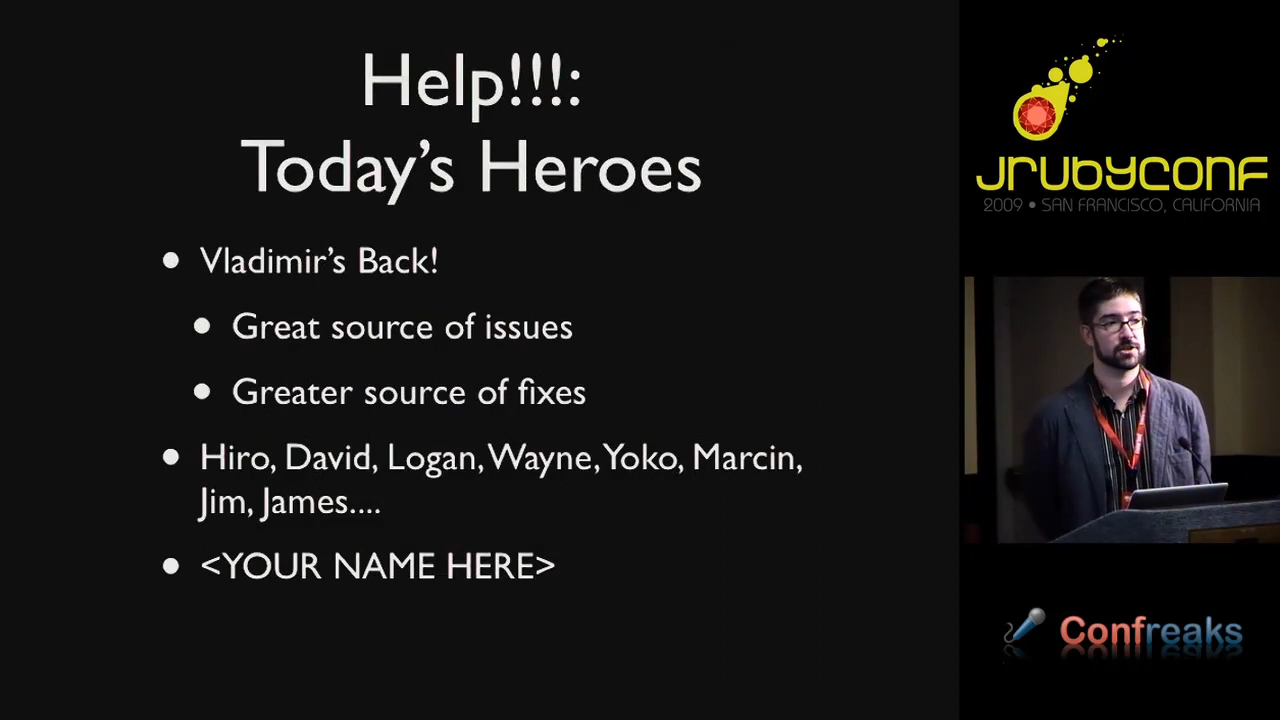 Help!!!:
Today's Heroes
• Vladimir's Back!
• Great source of issues
• Greater source of fixes
• Hiro, David, Logan, Wayne, Yoko, Marcin,
Jim, James....
• <YOUR NAME HERE>
JRUBYCONF
2009 • SAN FRANCISCO, CALIFORNIA
Confreaks